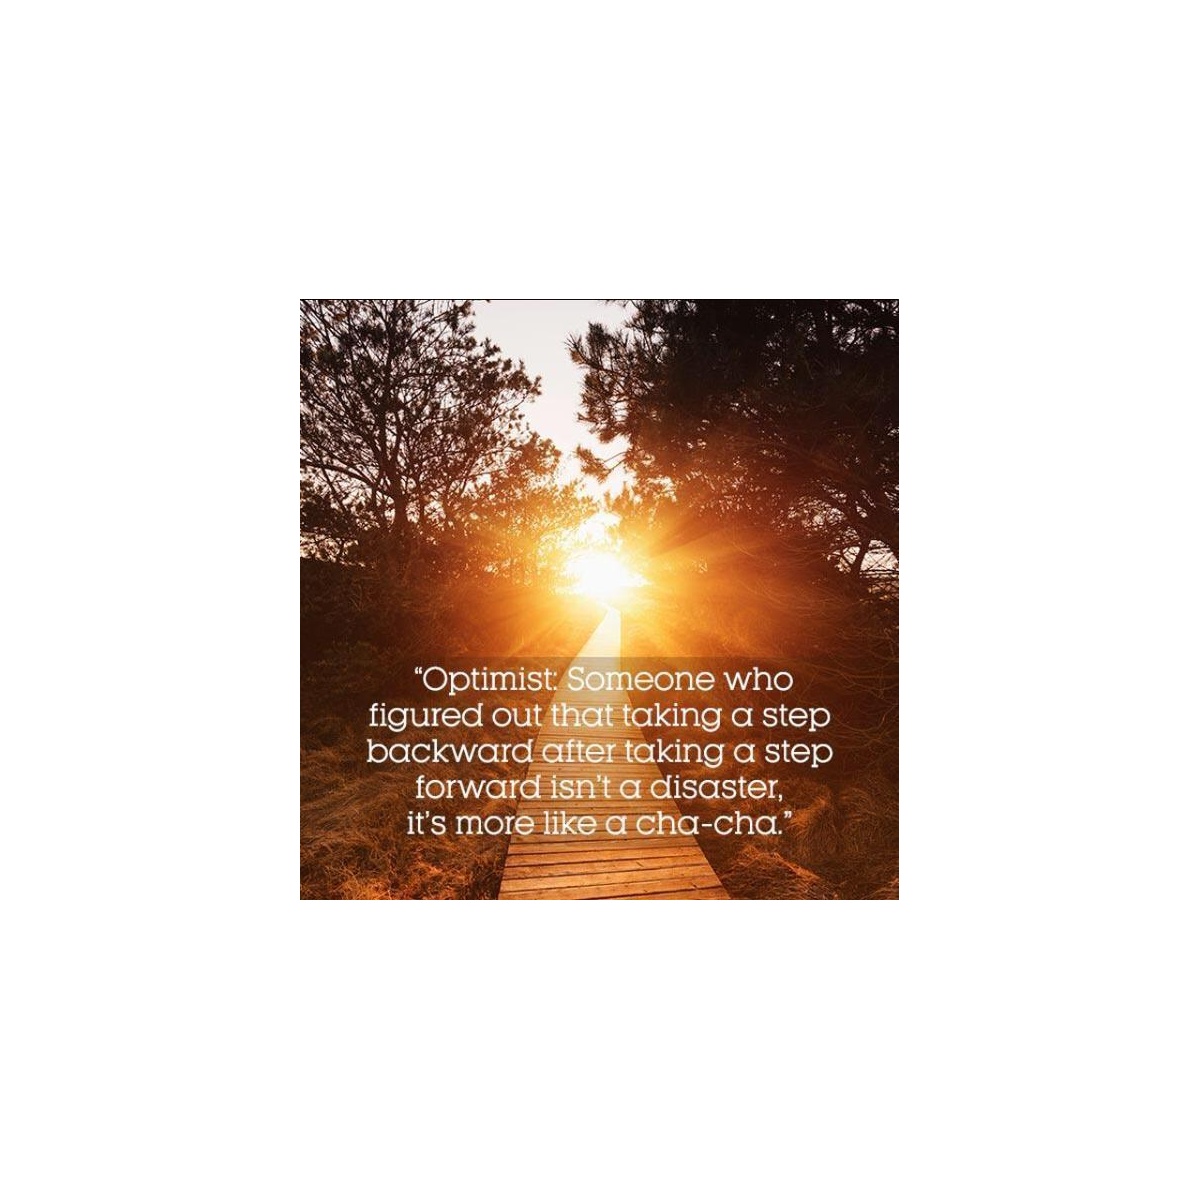 “Optimist: Someone who
figured out that taking a step
backward after taking a step
forward isn’t a disaster,
it’s more like a cha-cha.”